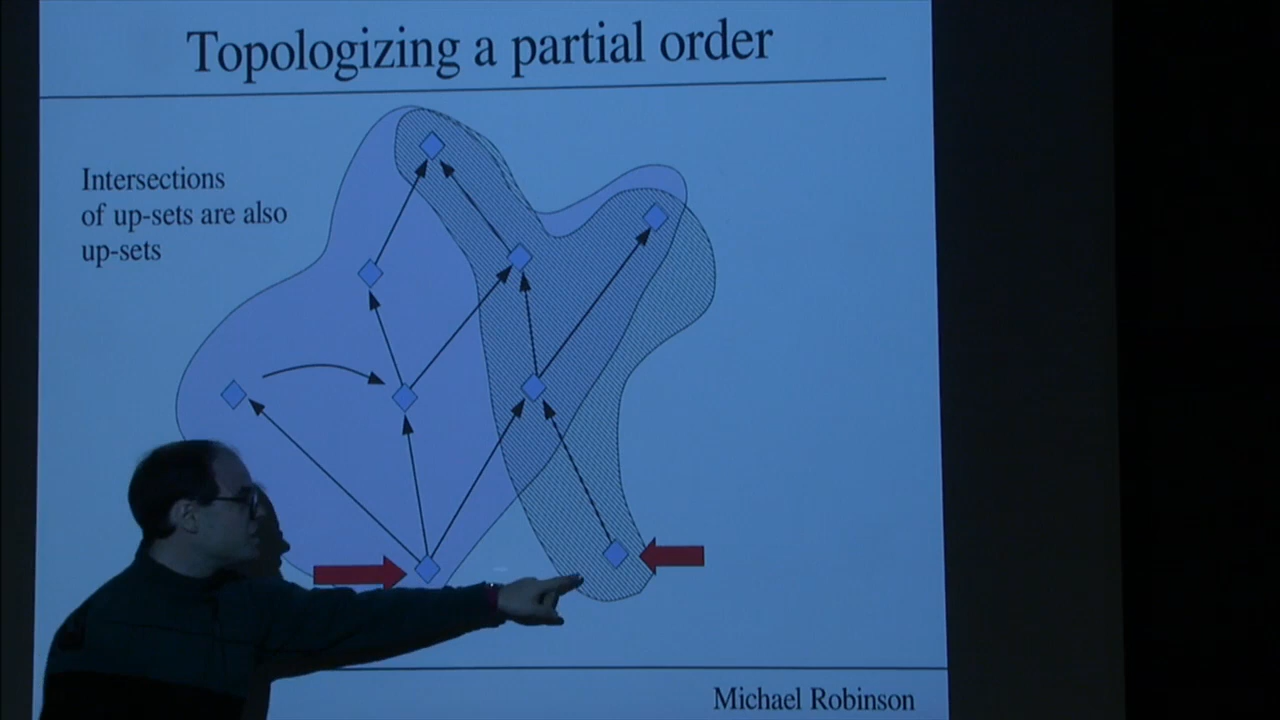 Topologizing a partial order
Intersections
of up-sets are also
up-sets
Michael Robinson